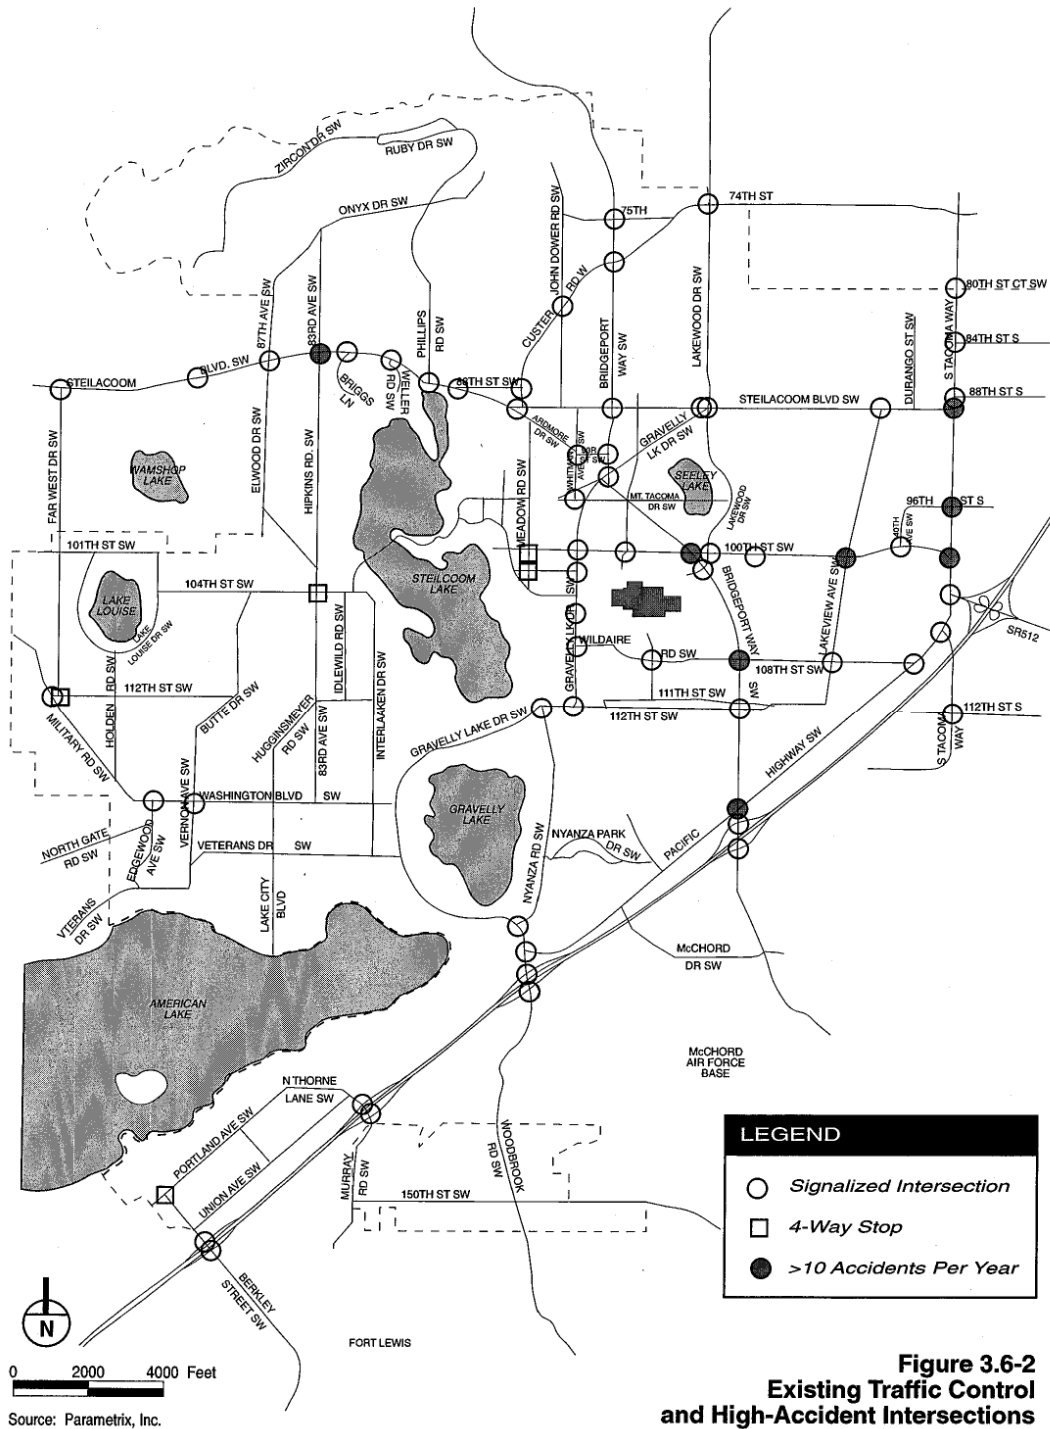 ZIRCON DR SW
RUBY DR SW
ONYX DR SW
JOHN DOWER RD SW
75TH
74TH ST
CUSTER
RD W
LAKEWOOD DR SW
80TH ST CT SW
S TACOMA WAY
84TH ST S
88TH ST S
DURANGO ST SW
87TH AVE SW
83RD AVE SW
PHILLIPS
RD SW
BRIDGEPORT
WAY SW
STEILACOOM
BLVD. SW
BRIGGS
LN
WELLER
RD SW
88TH ST SW
STEILACOOM BLVD SW
ARDMORE
DR SW
GRAVELLY
LK DR SW
FAR WEST DR SW
WAMSHOP
LAKE
ELWOOD DR SW
HIPKINS RD. SW
MEADOW RD SW
MT. TACOMA
DR SW
SEELEY
LAKE
LAKEWOOD
DR SW
96TH
ST S
40TH
AVE SW
101TH ST SW
104TH ST SW
LAKE
LOUISE
LAKE
LOUISE DR SW
STEILCOOM
LAKE
100TH ST SW
BRIDGEPORT WAY
SW
LAKEVIEW AVE SW
SR512
GRAVELLY LK DR
SW
WILDAIRE
RD SW
108TH ST SW
IDLEWILD RD SW
INTERLAAKEN DR SW
112TH ST SW
HOLDEN RD SW
BUTTE DR SW
HUGGINSMEYER
RD SW
83RD AVE SW
111TH ST SW
112TH ST SW
112TH ST S
S TACOM
WAY
MILITARY RD SW
GRAVELLY LAKE DR SW
HIGHWAY SW
PACIFIC
WASHINGTON BLVD SW
VERNON AVE SW
EDGEWOOD
AVE SW
NORTH GATE
RD SW
VETERANS DR SW
GRAVELLY
LAKE
NYANZA RD SW
NYANZA PARK
DR SW
VTERANS
DR SW
LAKE CITY
BLVD
McCHORD
DR SW
AMERICAN
LAKE
McCHORD
AIR FORCE
BASE
N THORNE
LANE SW
PORTLAND AVE SW
UNION AVE SW
MURRAY
RD SW
WOODBROOK
RD SW
150TH ST SW
BERKLEY
STREET SW
FORT LEWIS
LEGEND
Signalized Intersection
4-Way Stop
>10 Accidents Per Year
N
0 2000 4000 Feet
Source: Parametrix, Inc.
Figure 3.6-2
Existing Traffic Control
and High-Accident Intersections